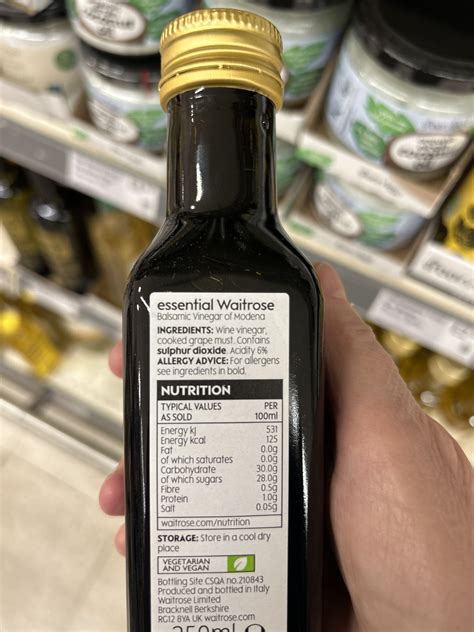 essential Waitrose
Balsamic Vinegar of Modena
INGREDIENTS: Wine vinegar,
cooked grape must. Contains
sulphur dioxide. Acidity 6%
ALLERGY ADVICE: For allergens
see ingredients in bold.
NUTRITION
TYPICAL VALUES PER
AS SOLD 100ml
Energy kJ 531
Energy kcal 125
Fat 0.0g
of which saturates 0.0g
Carbohydrate 30.0g
of which sugars 28.0g
Fibre 0.5g
Protein 1.0g
Salt 0.05g
waitrose.com/nutrition
STORAGE: Store in a cool dry
place
VEGETARIAN
AND VEGAN
Bottling Site CSQA no.210843
Produced and bottled in Italy
Waitrose Limited
Bracknell Berkshire
RG12 8YA UK waitrose.com
250ml e